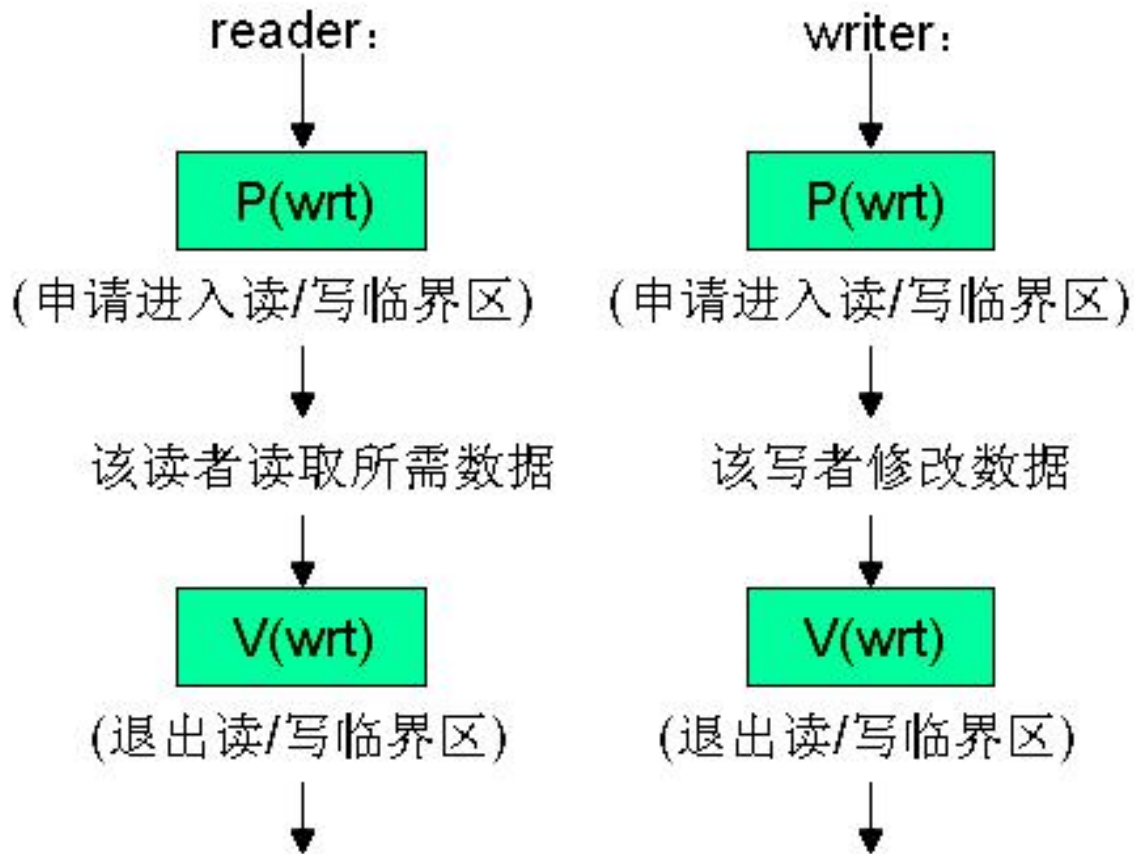 reader:
P(wrt)
(申请进入读/写临界区)
该读者读取所需数据
V(wrt)
(退出读/写临界区)
writer:
P(wrt)
(申请进入读/写临界区)
该写者修改数据
V(wrt)
(退出读/写临界区)